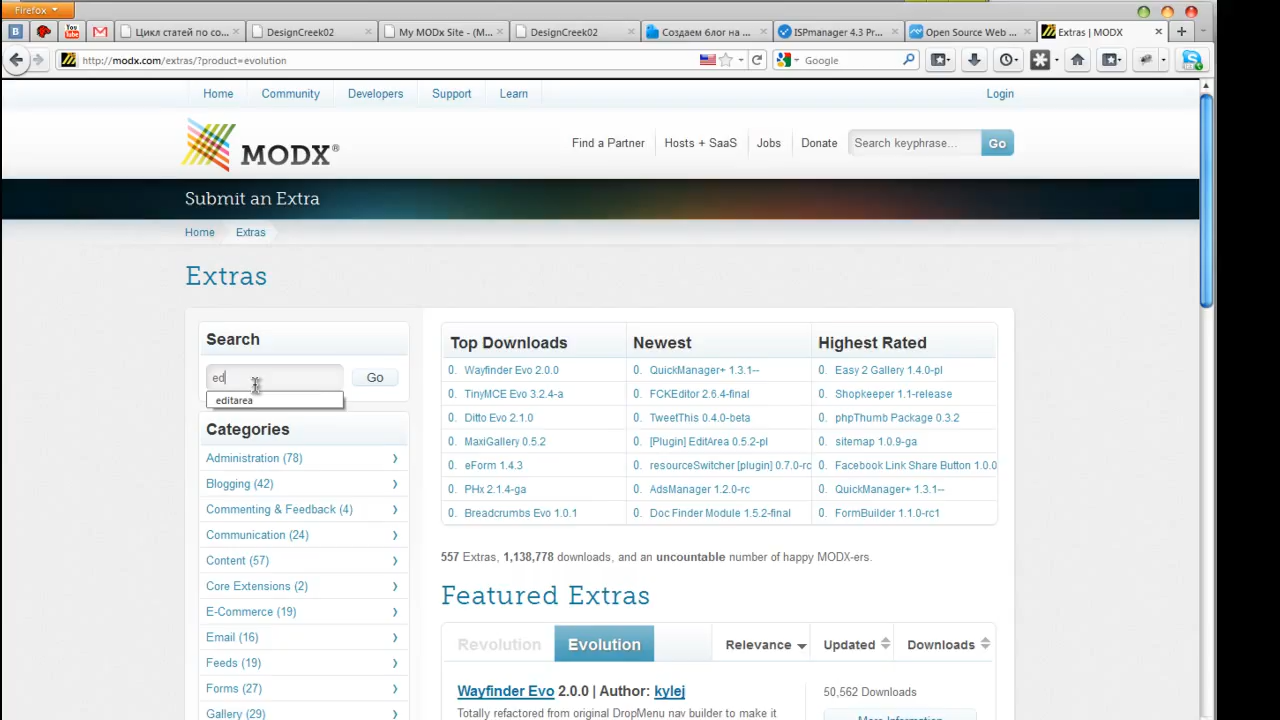 Firefox
Цикл статей по со...
DesignCreek02
My MODx Site - (M...
DesignCreek02
Создаем блог на ...
ISPmanager 4.3 Pr...
Open Source Web ...
Extras | MODX
http://modx.com/extras/?product=evolution
Google
Home
Community
Developers
Support
Learn
Login
MODX
Find a Partner
Hosts + SaaS
Jobs
Donate
Search keyphrase...
Go
Submit an Extra
Home
Extras
Extras
Search
ed
Go
editarea
Categories
Administration (78)
Blogging (42)
Commenting & Feedback (4)
Communication (24)
Content (57)
Core Extensions (2)
E-Commerce (19)
Email (16)
Feeds (19)
Forms (27)
Gallery (29)
Top Downloads
0. Wayfinder Evo 2.0.0
0. TinyMCE Evo 3.2.4-a
0. Ditto Evo 2.1.0
0. MaxiGallery 0.5.2
0. eForm 1.4.3
0. PHx 2.1.4-ga
0. Breadcrumbs Evo 1.0.1
Newest
0. QuickManager+ 1.3.1--
0. FCKEditor 2.6.4-final
0. TweetThis 0.4.0-beta
0. [Plugin] EditArea 0.5.2-pl
0. resourceSwitcher [plugin] 0.7.0-rc
0. AdsManager 1.2.0-rc
0. Doc Finder Module 1.5.2-final
Highest Rated
0. Easy 2 Gallery 1.4.0-pl
0. Shopkeeper 1.1-release
0. phpThumb Package 0.3.2
0. sitemap 1.0.9-ga
0. Facebook Link Share Button 1.0.0
0. QuickManager+ 1.3.1--
0. FormBuilder 1.1.0-rc1
557 Extras, 1,138,778 downloads, and an uncountable number of happy MODX-ers.
Featured Extras
Revolution
Evolution
Relevance
Updated
Downloads
Wayfinder Evo 2.0.0 | Author: kylej
Totally refactored from original DropMenu nav builder to make it
50,562 Downloads
More Information